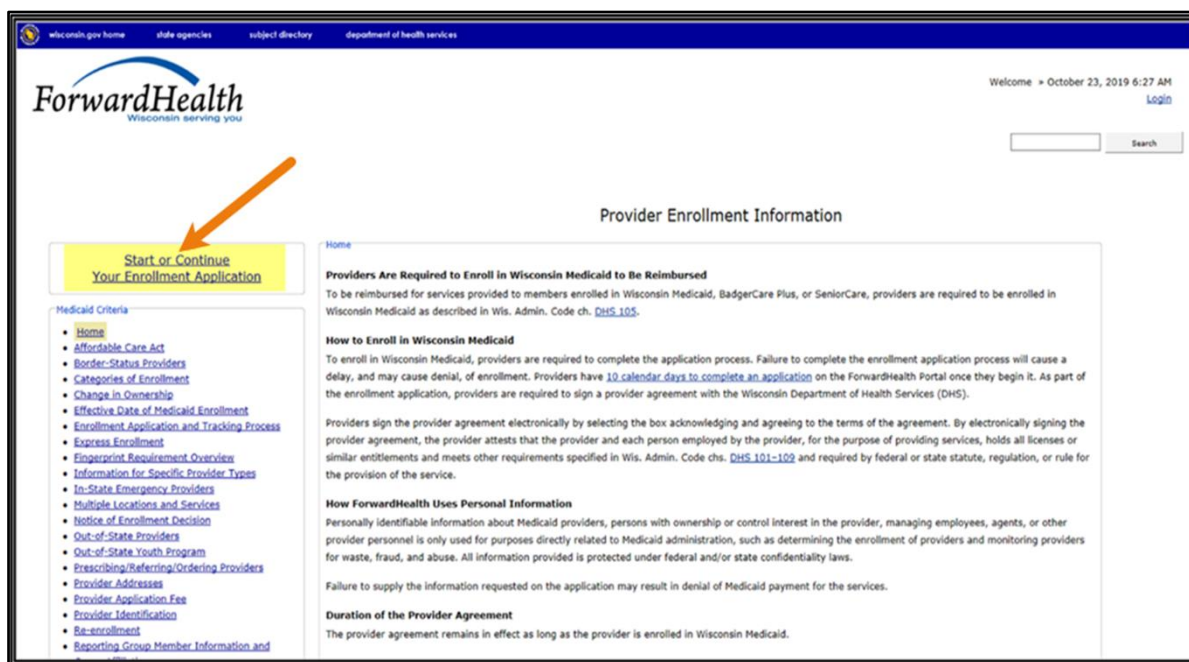 wisconsin.gov home state agencies subject directory department of health services
ForwardHealth
Wisconsin serving you
Welcome » October 23, 2019 6:27 AM
Login
Search
Provider Enrollment Information
Start or Continue
Your Enrollment Application
Medicaid Criteria
Home
Affordable Care Act
Border-Status Providers
Categories of Enrollment
Change in Ownership
Effective Date of Medicaid Enrollment
Enrollment Application and Tracking Process
Express Enrollment
Fingerprint Requirement Overview
Information for Specific Provider Types
In-State Emergency Providers
Multiple Locations and Services
Notice of Enrollment Decision
Out-of-State Providers
Out-of-State Youth Program
Prescribing/Referring/Ordering Providers
Provider Addresses
Provider Application Fee
Provider Identification
Re-enrollment
Reporting Group Member Information and
Home
Providers Are Required to Enroll in Wisconsin Medicaid to Be Reimbursed
To be reimbursed for services provided to members enrolled in Wisconsin Medicaid, BadgerCare Plus, or SeniorCare, providers are required to be enrolled in
Wisconsin Medicaid as described in Wis. Admin. Code ch. DHS 105.
How to Enroll in Wisconsin Medicaid
To enroll in Wisconsin Medicaid, providers are required to complete the application process. Failure to complete the enrollment application process will cause a
delay, and may cause denial, of enrollment. Providers have 10 calendar days to complete an application on the ForwardHealth Portal once they begin it. As part of
the enrollment application, providers are required to sign a provider agreement with the Wisconsin Department of Health Services (DHS).
Providers sign the provider agreement electronically by selecting the box acknowledging and agreeing to the terms of the agreement. By electronically signing the
provider agreement, the provider attests that the provider and each person employed by the provider, for the purpose of providing services, holds all licenses or
similar entitlements and meets other requirements specified in Wis. Admin. Code chs. DHS 101–109 and required by federal or state statute, regulation, or rule for
the provision of the service.
How ForwardHealth Uses Personal Information
Personally identifiable information about Medicaid providers, persons with ownership or control interest in the provider, managing employees, agents, or other
provider personnel is only used for purposes directly related to Medicaid administration, such as determining the enrollment of providers and monitoring providers
for waste, fraud, and abuse. All information provided is protected under federal and/or state confidentiality laws.
Failure to supply the information requested on the application may result in denial of Medicaid payment for the services.
Duration of the Provider Agreement
The provider agreement remains in effect as long as the provider is enrolled in Wisconsin Medicaid.